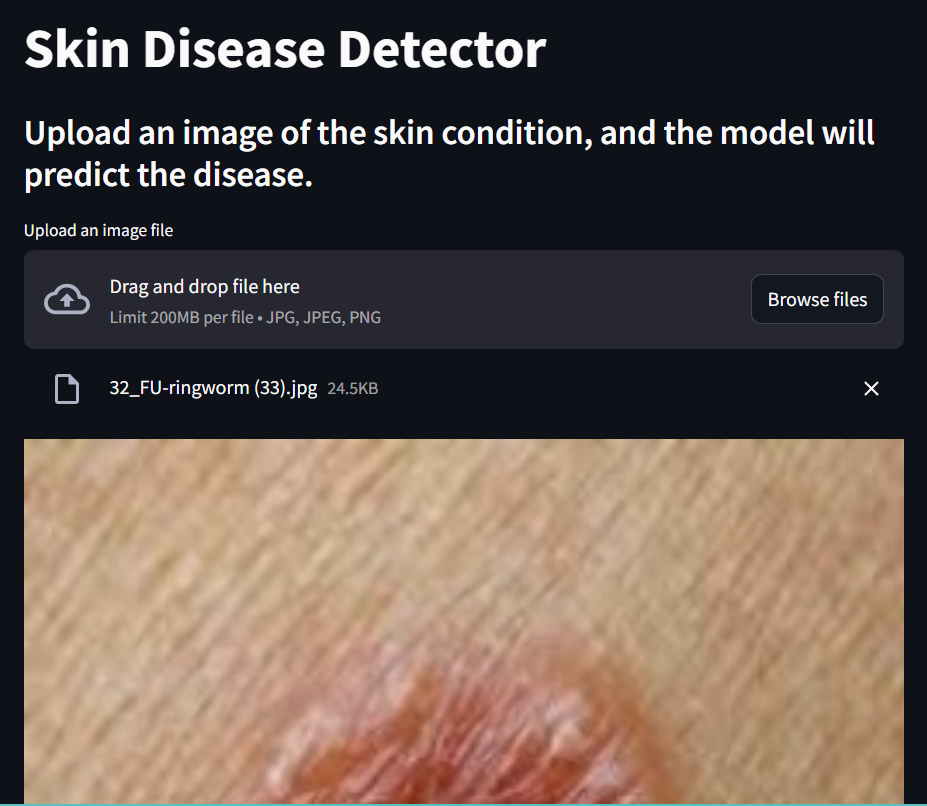 Skin Disease Detector
Upload an image of the skin condition, and the model will
predict the disease.
Upload an image file
Drag and drop file here
Limit 200MB per file • JPG, JPEG, PNG
Browse files
32_FU-ringworm (33).jpg 24.5KB